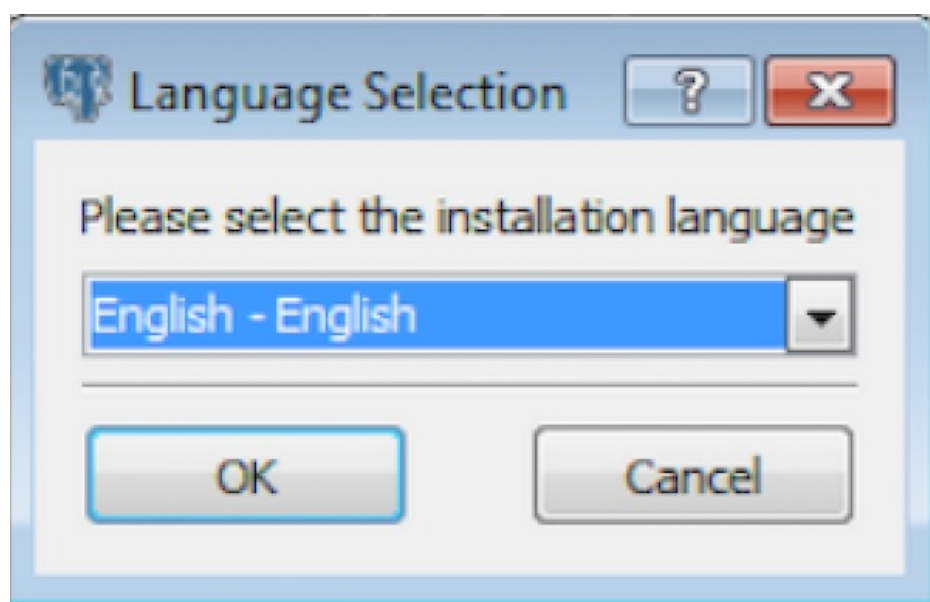 Language Selection
Please select the installation language
English - English
OK
Cancel